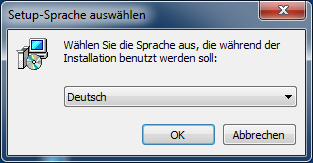 Setup-Sprache auswählen
Wählen Sie die Sprache aus, die während der
Installation benutzt werden soll:
Deutsch
OK
Abbrechen